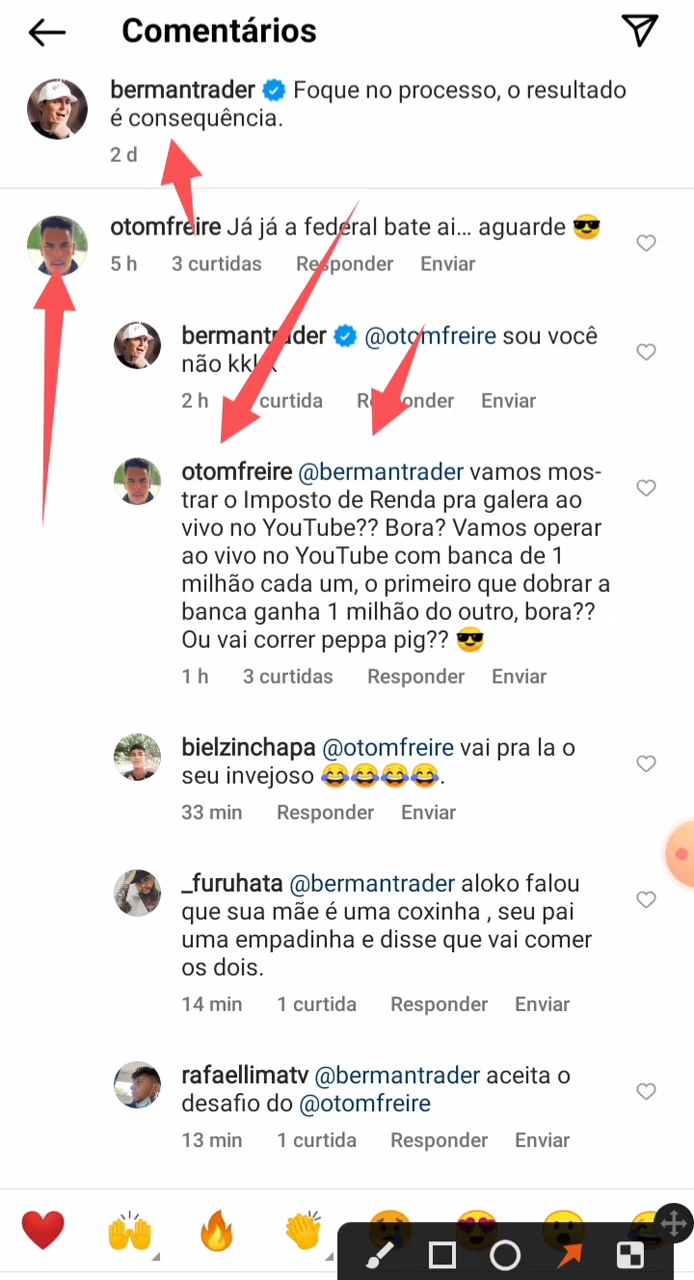 Comentários
bermantrader Foque no processo, o resultado
é consequência.
2 d
otomfreire Já já a federal bate ai... aguarde 😎
5 h 3 curtidas Responder Enviar
bermantrader @otomfreire sou você
não kkkk
2 h curtida Responder Enviar
otomfreire @bermantrader vamos mos-
trar o Imposto de Renda pra galera ao
vivo no YouTube?? Bora? Vamos operar
ao vivo no YouTube com banca de 1
milhão cada um, o primeiro que dobrar a
banca ganha 1 milhão do outro, bora??
Ou vai correr peppa pig?? 😎
1 h 3 curtidas Responder Enviar
bielzinchapa @otomfreire vai pra la o
seu invejoso 😂😂😂😂.
33 min Responder Enviar
_furuhata @bermantrader aloko falou
que sua mãe é uma coxinha , seu pai
uma empadinha e disse que vai comer
os dois.
14 min 1 curtida Responder Enviar
rafaellimatv @bermantrader aceita o
desafio do @otomfreire
13 min 1 curtida Responder Enviar